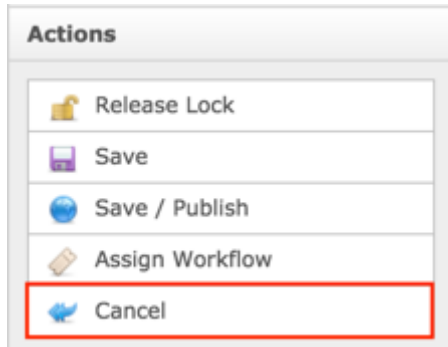 Actions
Release Lock
Save
Save / Publish
Assign Workflow
Cancel